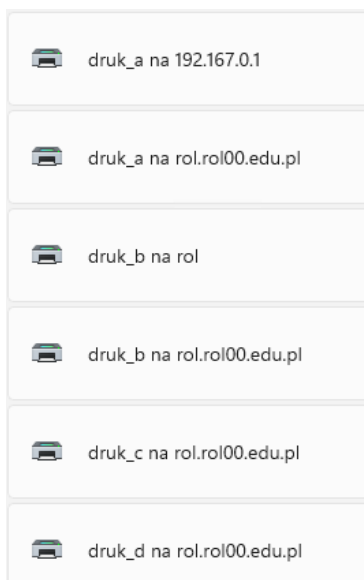 druk_a na 192.167.0.1
druk_a na rol.rol00.edu.pl
druk_b na rol
druk_b na rol.rol00.edu.pl
druk_c na rol.rol00.edu.pl
druk_d na rol.rol00.edu.pl